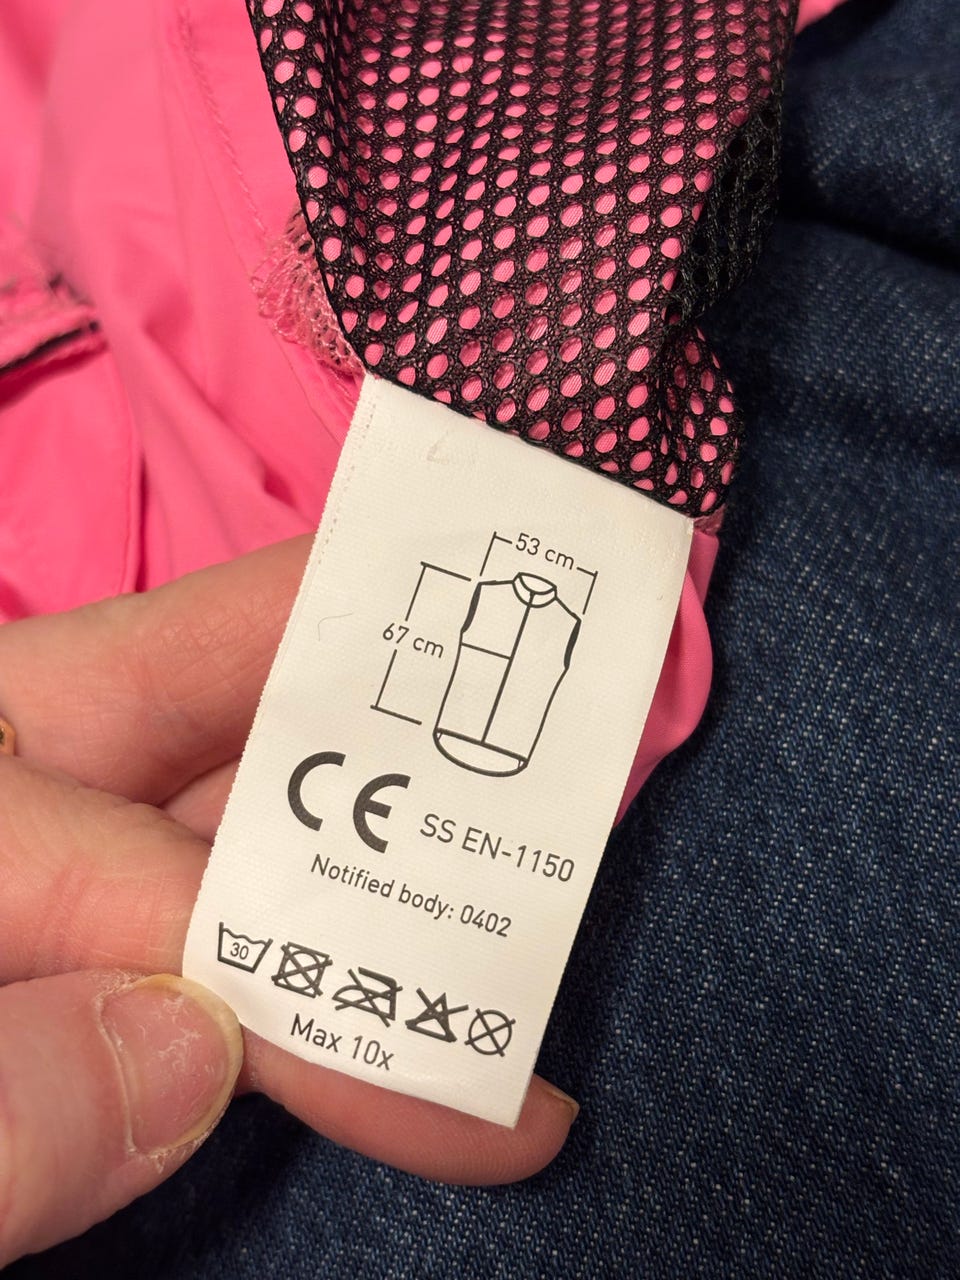 53 cm
67 cm
CE SS EN-1150
Notified body: 0402
30
Max 10x